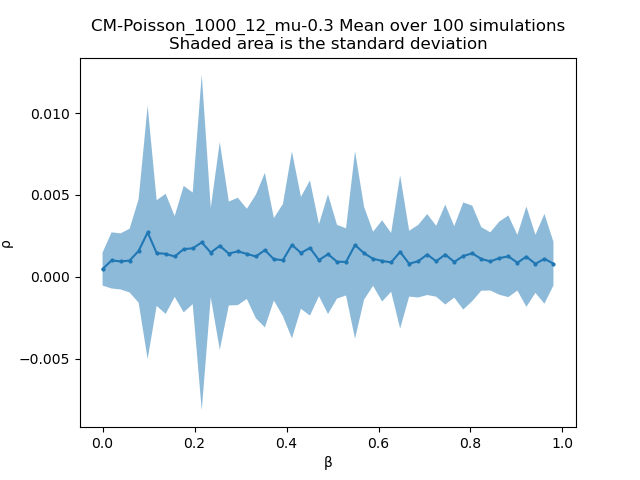 CM-Poisson_1000_12_mu-0.3 Mean over 100 simulations
Shaded area is the standard deviation
0.010
0.005
0.000
−0.005
ρ
0.0 0.2 0.4 0.6 0.8 1.0
β